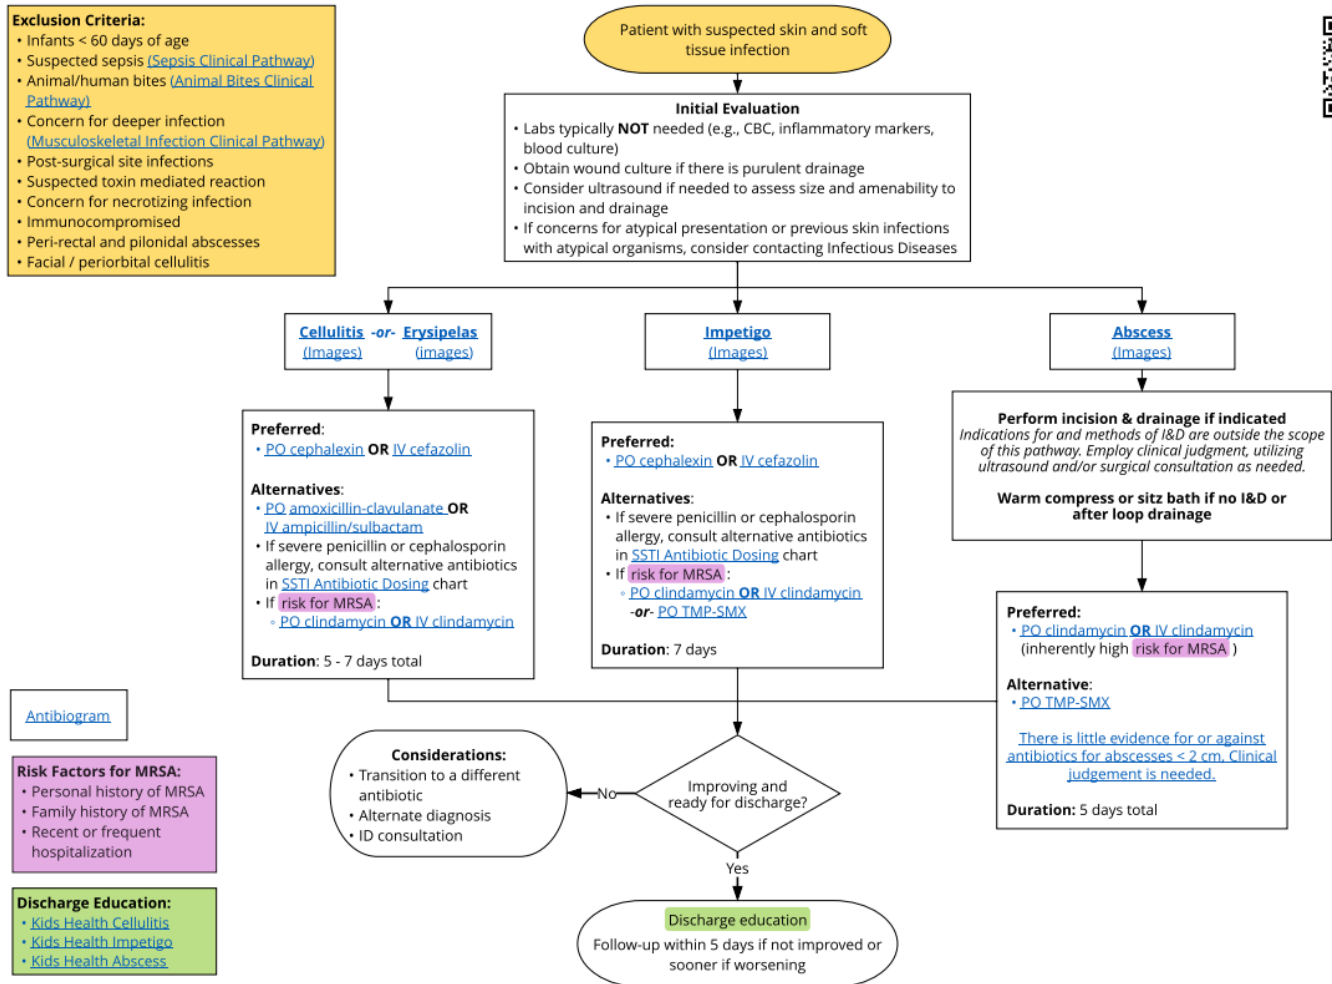 Exclusion Criteria:
• Infants < 60 days of age
• Suspected sepsis (Sepsis Clinical Pathway)
• Animal/human bites (Animal Bites Clinical
Pathway)
• Concern for deeper infection
(Musculoskeletal Infection Clinical Pathway)
• Post-surgical site infections
• Suspected toxin mediated reaction
• Concern for necrotizing infection
• Immunocompromised
• Peri-rectal and pilonidal abscesses
• Facial / periorbital cellulitis
Patient with suspected skin and soft
tissue infection
Initial Evaluation
• Labs typically NOT needed (e.g., CBC, inflammatory markers,
blood culture)
• Obtain wound culture if there is purulent drainage
• Consider ultrasound if needed to assess size and amenability to
incision and drainage
• If concerns for atypical presentation or previous skin infections
with atypical organisms, consider contacting Infectious Diseases
Cellulitis -or- Erysipelas
(Images) (images)
Preferred:
• PO cephalexin OR IV cefazolin
Alternatives:
• PO amoxicillin-clavulanate OR
IV ampicillin/sulbactam
• If severe penicillin or cephalosporin
allergy, consult alternative antibiotics
in SSTI Antibiotic Dosing chart
• If risk for MRSA :
◦ PO clindamycin OR IV clindamycin
Duration: 5 - 7 days total
Impetigo
(Images)
Preferred:
• PO cephalexin OR IV cefazolin
Alternatives:
• If severe penicillin or cephalosporin
allergy, consult alternative antibiotics
in SSTI Antibiotic Dosing chart
• If risk for MRSA :
◦ PO clindamycin OR IV clindamycin
-or- PO TMP-SMX
Duration: 7 days
Abscess
(Images)
Perform incision & drainage if indicated
Indications for and methods of I&D are outside the scope
of this pathway. Employ clinical judgment, utilizing
ultrasound and/or surgical consultation as needed.
Warm compress or sitz bath if no I&D or
after loop drainage
Preferred:
• PO clindamycin OR IV clindamycin
(inherently high risk for MRSA )
Alternative:
• PO TMP-SMX
There is little evidence for or against
antibiotics for abscesses < 2 cm. Clinical
judgement is needed.
Duration: 5 days total
Antibiogram
Risk Factors for MRSA:
• Personal history of MRSA
• Family history of MRSA
• Recent or frequent
hospitalization
Discharge Education:
• Kids Health Cellulitis
• Kids Health Impetigo
• Kids Health Abscess
Considerations:
• Transition to a different
antibiotic
• Alternate diagnosis
• ID consultation
No
Improving and
ready for discharge?
Yes
Discharge education
Follow-up within 5 days if not improved or
sooner if worsening